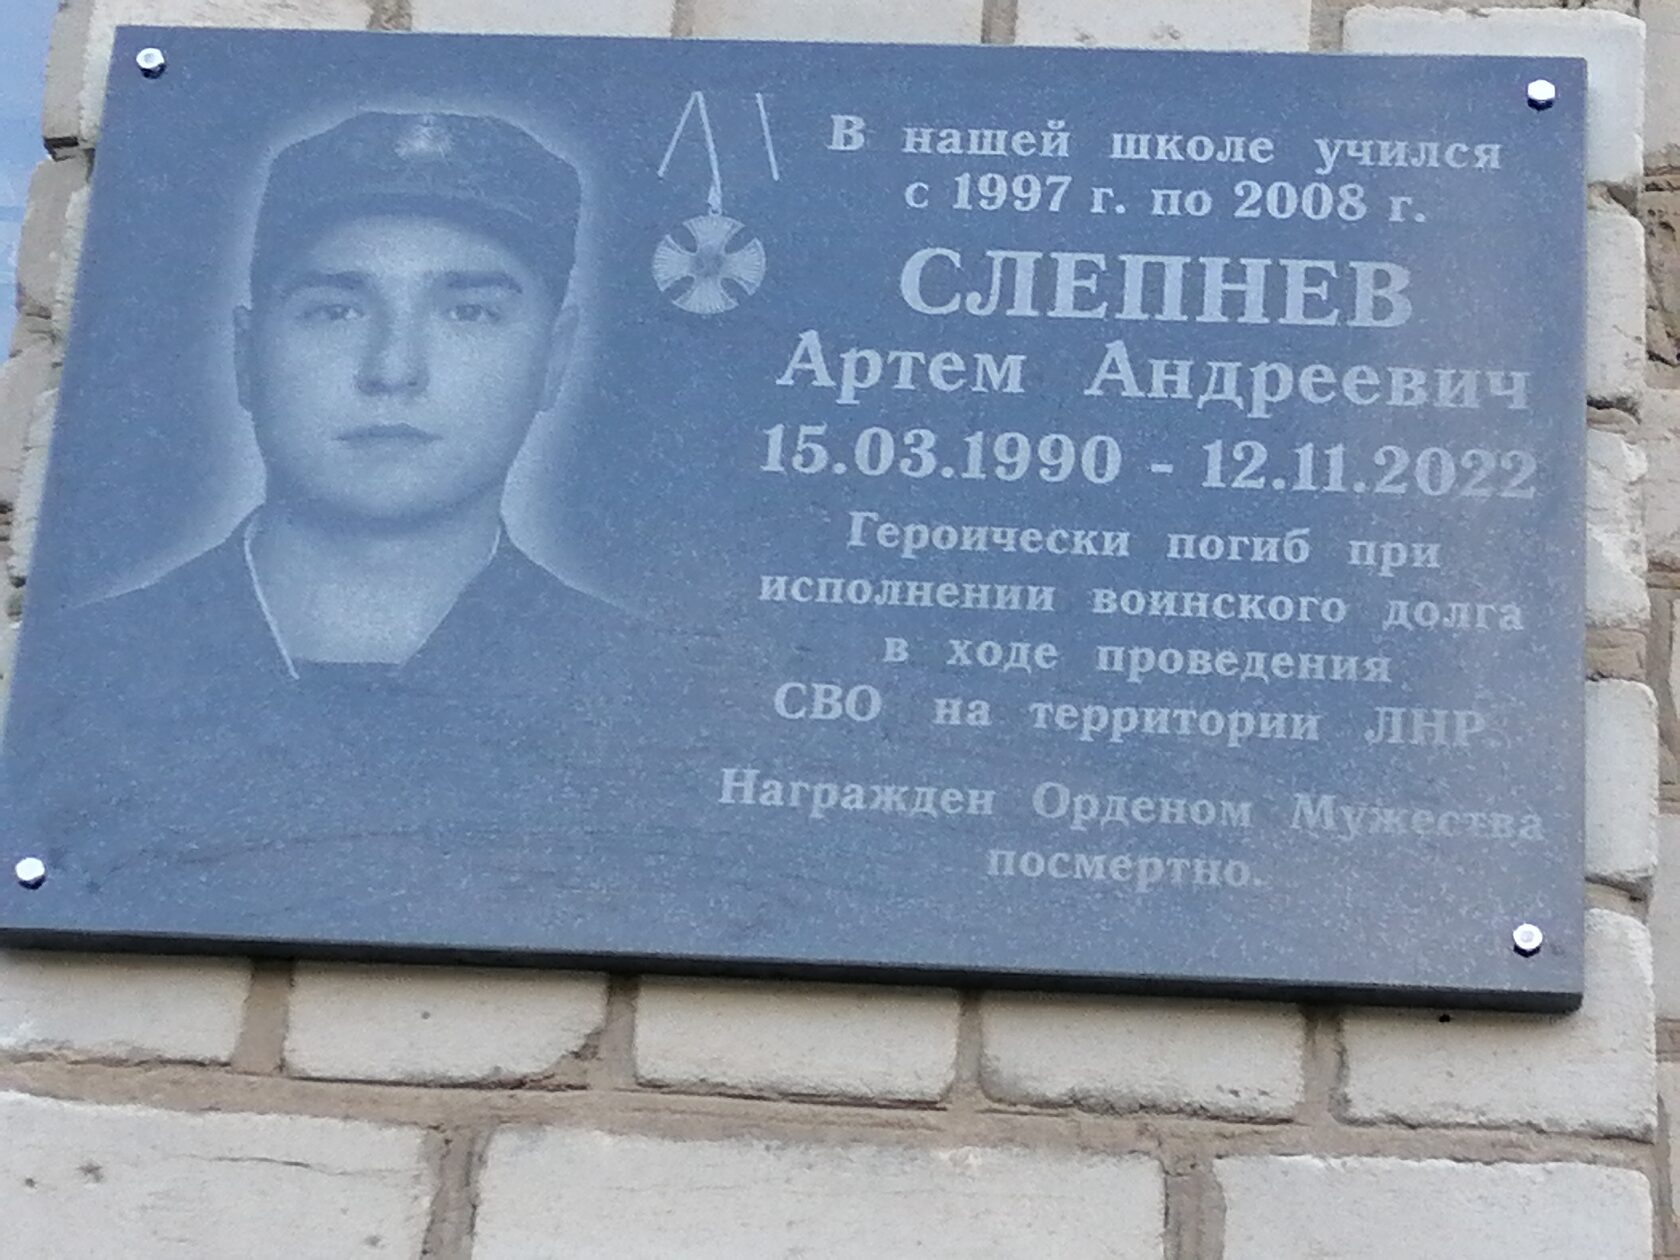 В нашей школе учился
с 1997 г. по 2008 г.
СЛЕПНЕВ
Артем Андреевич
15.03.1990 - 12.11.2022
Героически погиб при
исполнении воинского долга
в ходе проведения
СВО на территории ЛНР.
Награжден Орденом Мужества
посмертно.